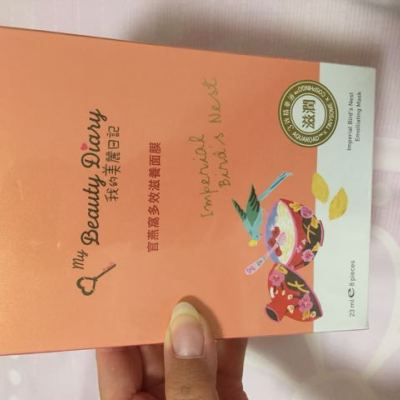 My Beauty Diary
我的美麗日記
官燕窩多效滋養面膜
Imperial
Bird's Nest
滋潤
Imperial Bird's Nest
Emolliating Mask
23 ml e 8 pieces